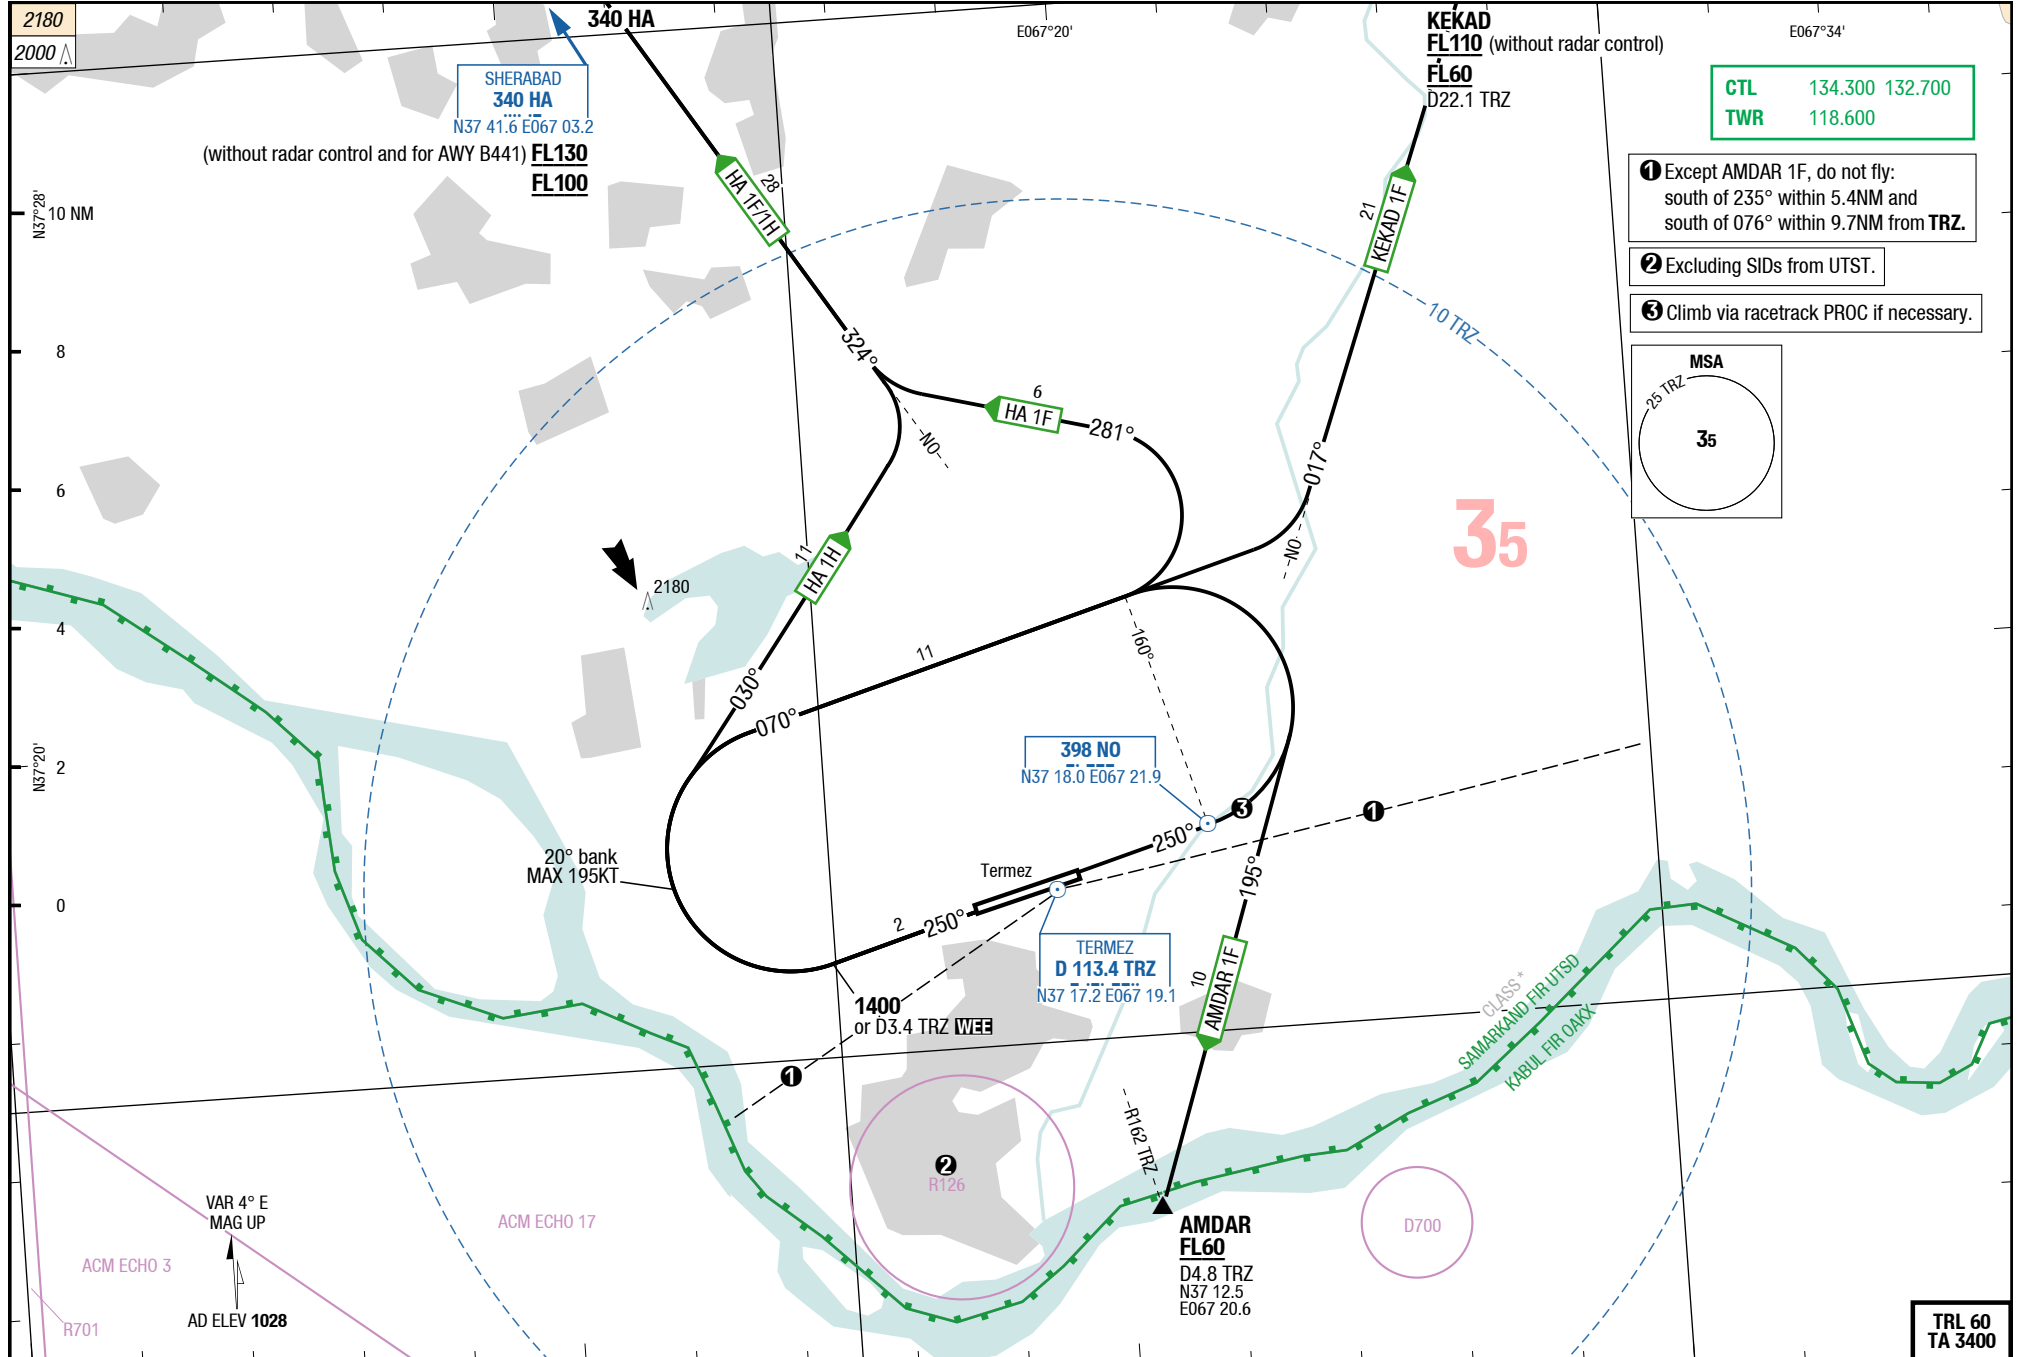 2180
2000
340 HA
SHERABAD
340 HA
N37 41.6 E067 03.2
(without radar control and for AWY B441) FL130
FL100
E067°20'
KEKAD
FL110 (without radar control)
FL60
D22.1 TRZ
E067°34'
CTL 134.300 132.700
TWR 118.600
❶ Except AMDAR 1F, do not fly:
south of 235° within 5.4NM and
south of 076° within 9.7NM from TRZ.
❷ Excluding SIDs from UTST.
❸ Climb via racetrack PROC if necessary.
MSA
25 TRZ
35
35
N37°28'
10 NM
8
6
4
N37°20'
2
0
28
HA 1F/1H
21
KEKAD 1F
10 TRZ
324°
6
HA 1F
281°
NO
017°
NO
11
HA 1H
2180
030°
070°
11
160°
398 NO
N37 18.0 E067 21.9
❸
❶
250°
20° bank
MAX 195KT
Termez
2
250°
195°
TERMEZ
D 113.4 TRZ
N37 17.2 E067 19.1
10
AMDAR 1F
1400
or D3.4 TRZ WEE
❶
CLASS *
SAMARKAND FIR UTSD
KABUL FIR OAKX
❷
R126
R162 TRZ
AMDAR
FL60
D4.8 TRZ
N37 12.5
E067 20.6
D700
VAR 4° E
MAG UP
ACM ECHO 17
ACM ECHO 3
AD ELEV 1028
R701
TRL 60
TA 3400